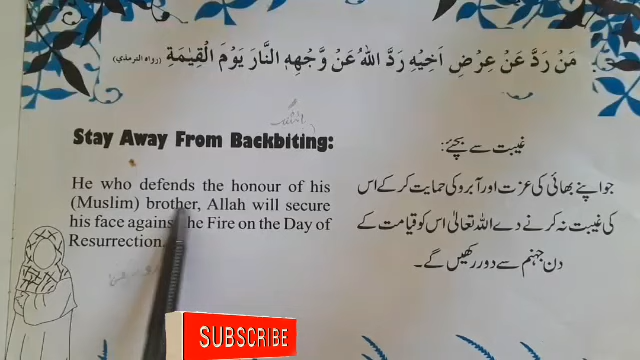 مَنْ رَدَّ عَنْ عِرْضِ اَخِيْهِ رَدَّ اللّٰهُ عَنْ وَّجْهِهِ النَّارَ يَوْمَ الْقِيٰمَةِ (رواه الترمذي)
Stay Away From Backbiting:
He who defends the honour of his
(Muslim) brother, Allah will secure
his face against the Fire on the Day of
Resurrection.
غیبت سے بچئے:
جو اپنے بھائی کی عزت اور آبرو کی حمایت کر کے اس
کی غیبت نہ کرنے دے اللہ تعالیٰ اس کو قیامت کے
دن جہنم سے دور رکھیں گے۔
SUBSCRIBE